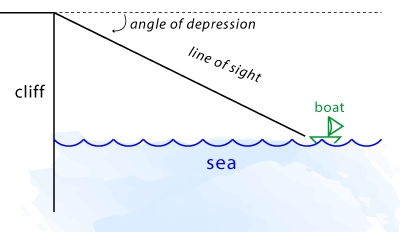 angle of depression
line of sight
cliff
boat
sea